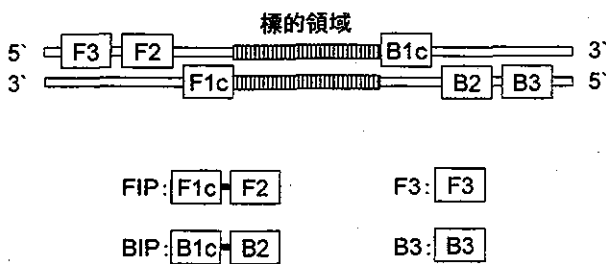 標的領域
5` F3 F2 B1c 3`
3` F1c B2 B3 5`
FIP: F1c F2 F3: F3
BIP: B1c B2 B3: B3